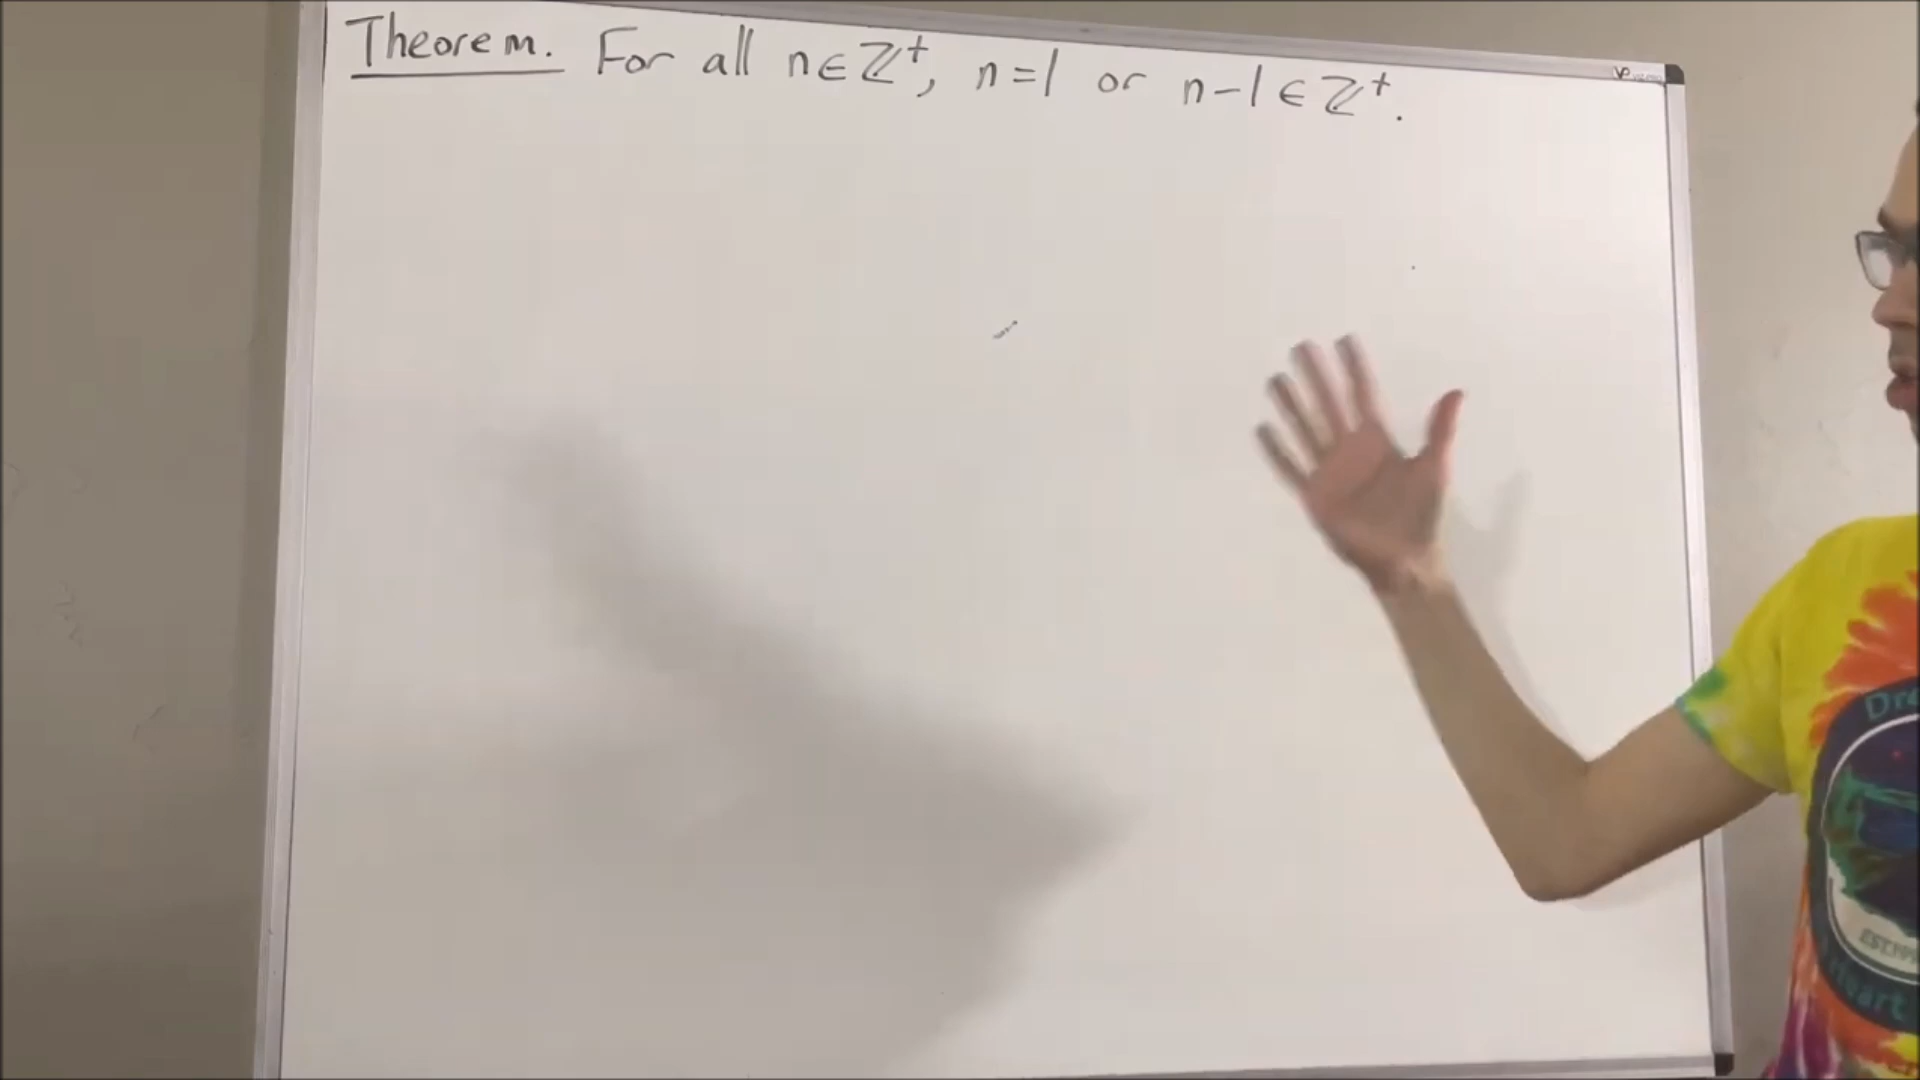 Theorem. For all n∈ℤ⁺, n=1 or n-1∈ℤ⁺.